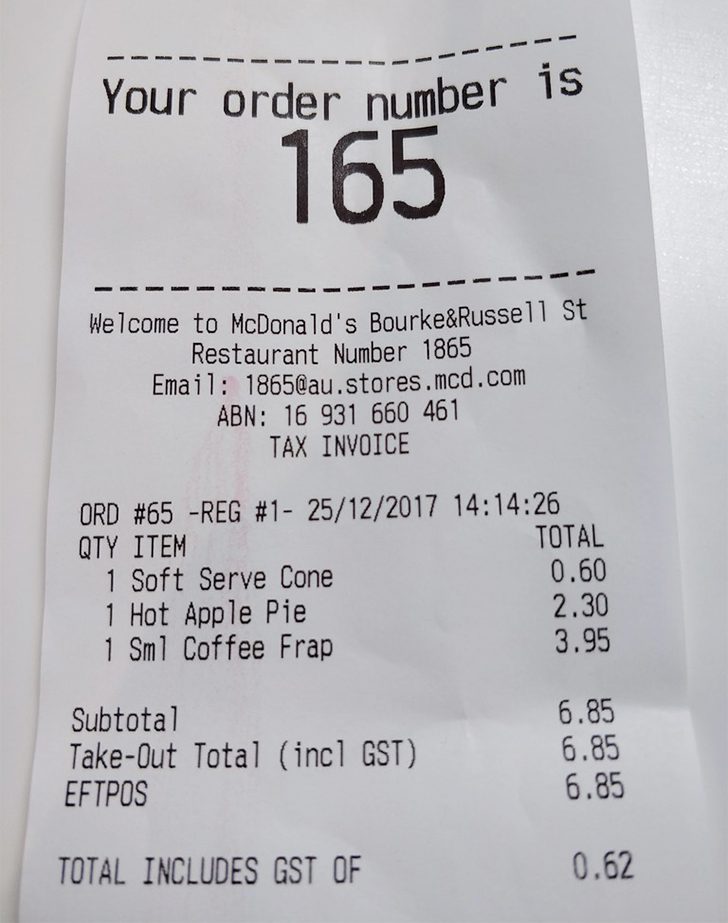 Your order number is
165
Welcome to McDonald's Bourke&Russell St
Restaurant Number 1865
Email: 1865@au.stores.mcd.com
ABN: 16 931 660 461
TAX INVOICE
ORD #65 -REG #1- 25/12/2017 14:14:26
QTY ITEM TOTAL
1 Soft Serve Cone 0.60
1 Hot Apple Pie 2.30
1 Sml Coffee Frap 3.95
Subtotal 6.85
Take-Out Total (incl GST) 6.85
EFTPOS 6.85
TOTAL INCLUDES GST OF 0.62